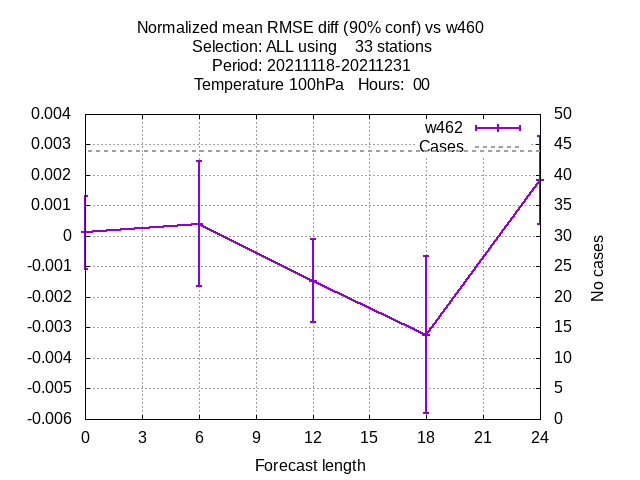 Normalized mean RMSE diff (90% conf) vs w460
Selection: ALL using    33 stations
Period: 20211118-20211231
Temperature 100hPa   Hours:  00
0.004
0.003
0.002
0.001
0
-0.001
-0.002
-0.003
-0.004
-0.005
-0.006
w462
Cases
50
45
40
35
30
25
20
15
10
5
0
No cases
0 3 6 9 12 15 18 21 24
Forecast length